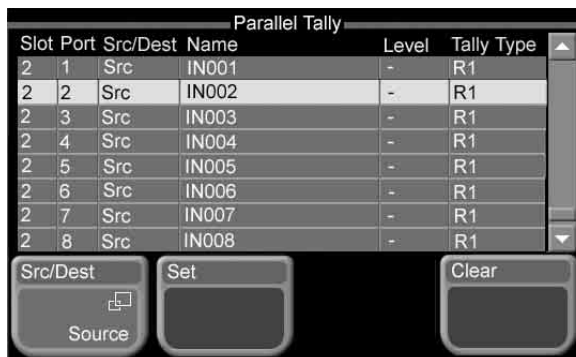 Parallel Tally
Slot Port Src/Dest Name Level Tally Type
2 1 Src IN001 - R1
2 2 Src IN002 - R1
2 3 Src IN003 - R1
2 4 Src IN004 - R1
2 5 Src IN005 - R1
2 6 Src IN006 - R1
2 7 Src IN007 - R1
2 8 Src IN008 - R1
Src/Dest Set Clear
Source